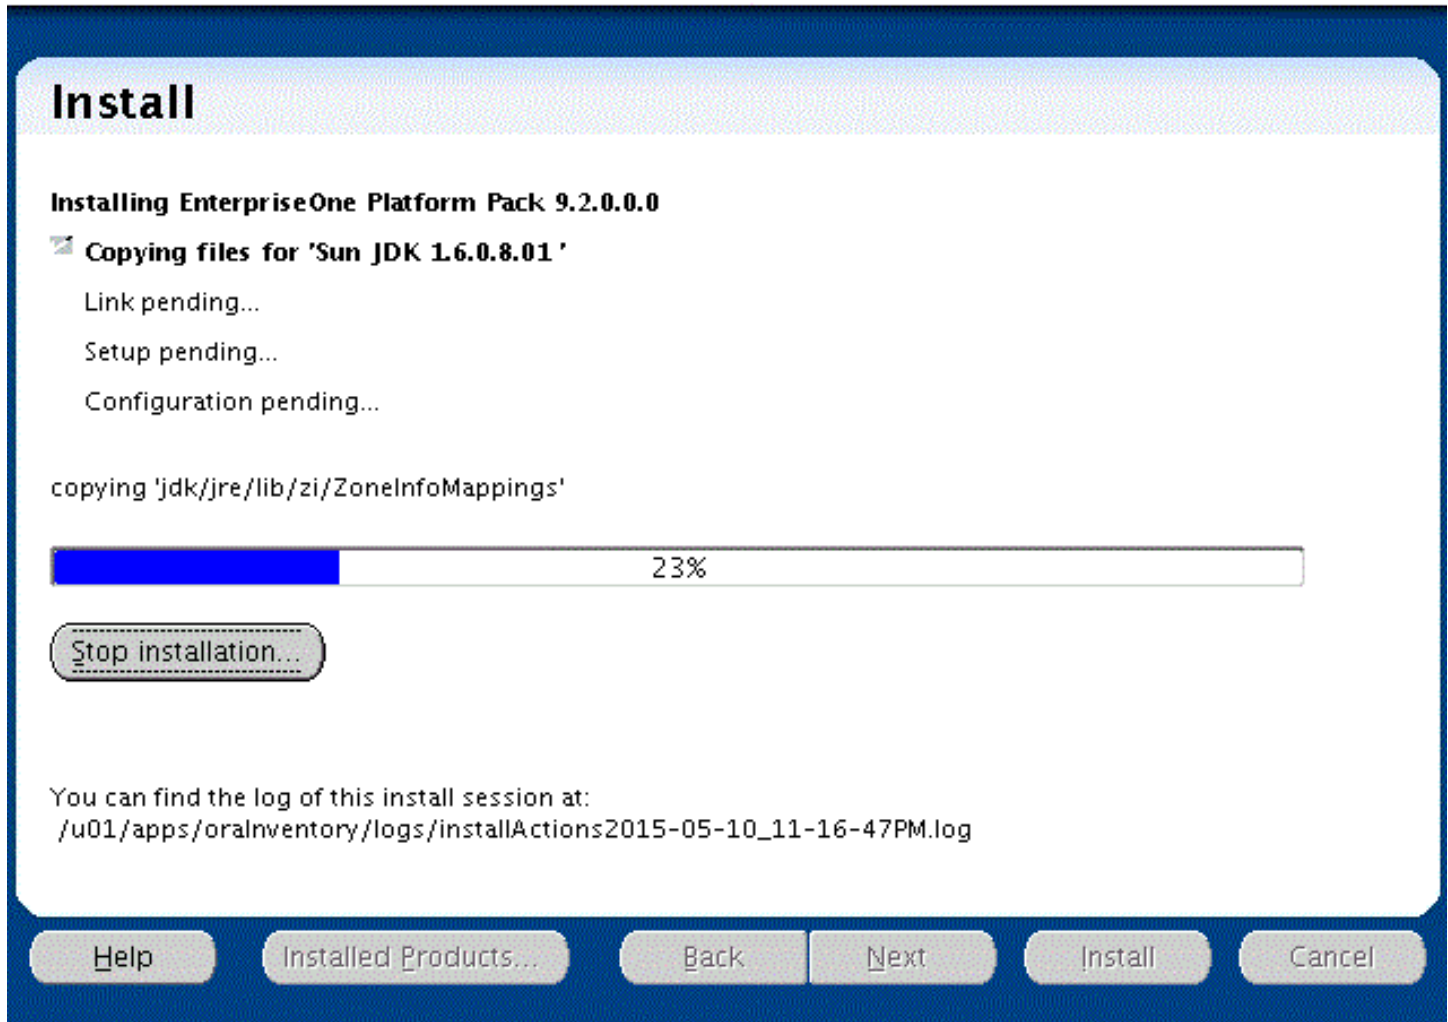 Install
Installing EnterpriseOne Platform Pack 9.2.0.0.0
Copying files for 'Sun JDK 1.6.0.8.01 '
Link pending...
Setup pending...
Configuration pending...
copying 'jdk/jre/lib/zi/ZoneInfoMappings'
23%
Stop installation...
You can find the log of this install session at:
/u01/apps/oraInventory/logs/installActions2015-05-10_11-16-47PM.log
Help Installed Products... Back Next Install Cancel